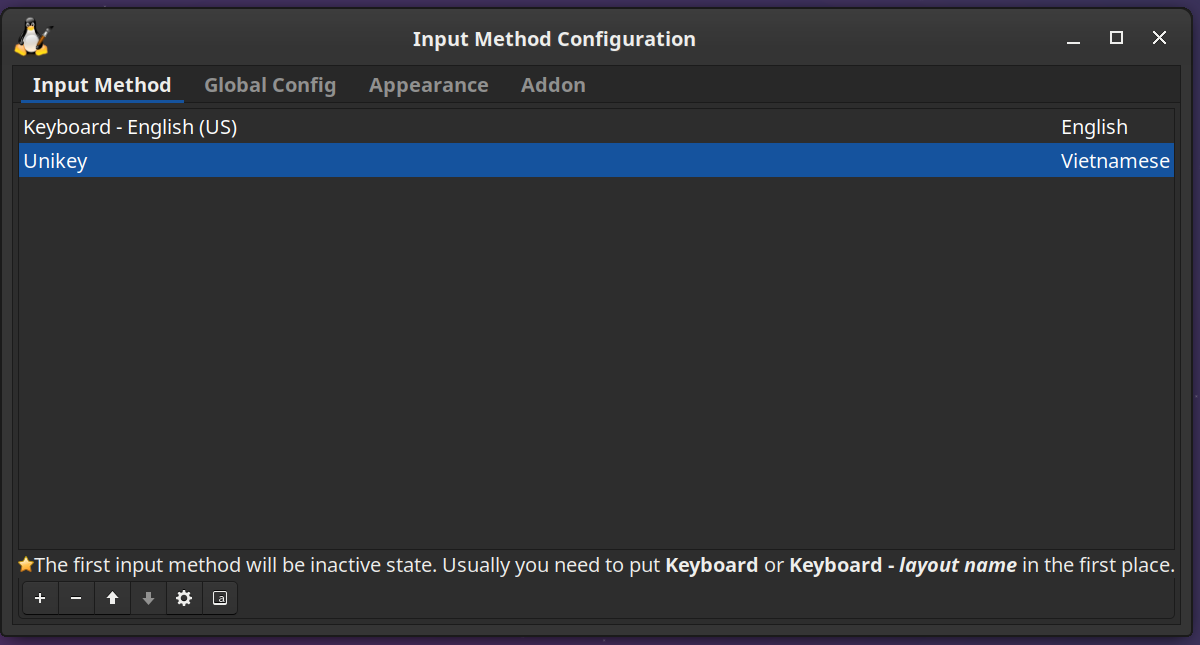 Input Method Configuration
Input Method Global Config Appearance Addon
Keyboard - English (US) English
Unikey Vietnamese
The first input method will be inactive state. Usually you need to put Keyboard or Keyboard - layout name in the first place.
a